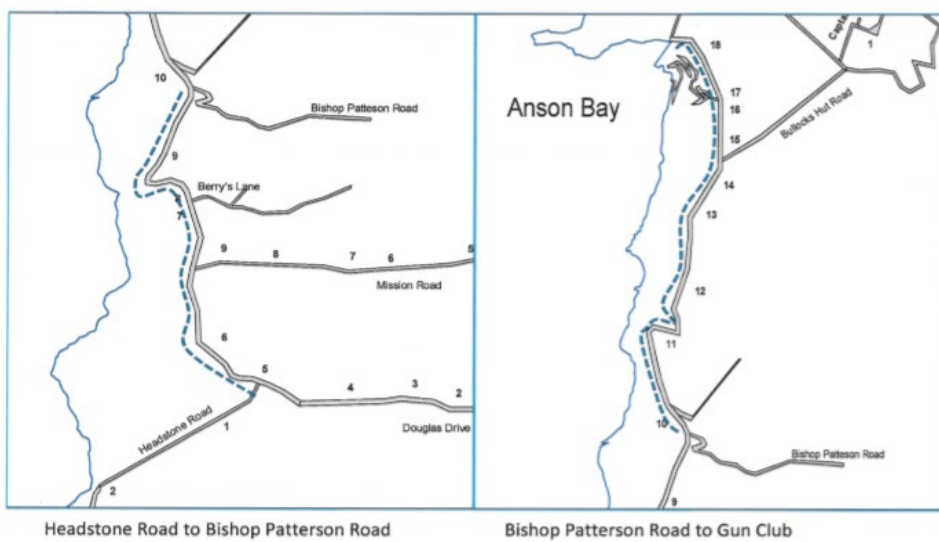 10
Bishop Patteson Road
9
Berry's Lane
8
7
9
8
7
6
5
Mission Road
6
5
4
3
2
Douglas Drive
Headstone Road
1
2
Headstone Road to Bishop Patterson Road
18
1
17
16
Anson Bay
Bullocks Hut Road
15
14
13
12
11
10
Bishop Patteson Road
9
Bishop Patterson Road to Gun Club